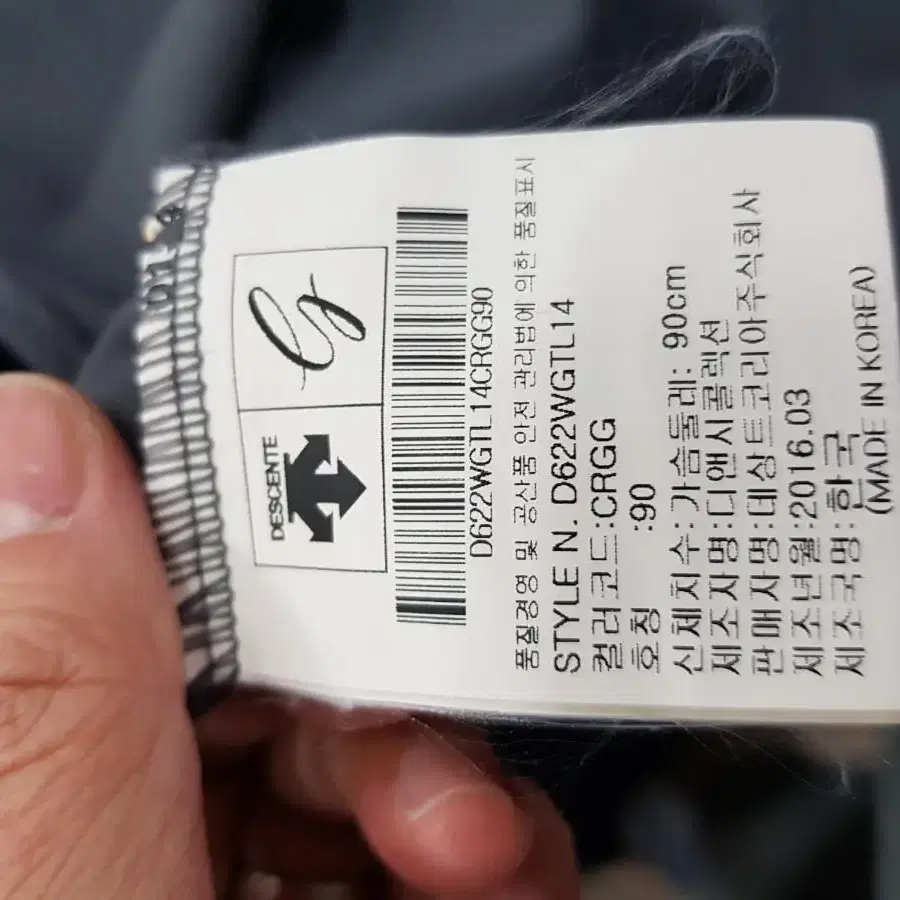 DESCENTE
D622WGTL14CRGG90
품질경영 및 공산품 안전 관리법에 의한 품질표시
STYLE N. D622WGTL14
컬러코드:CRGG
호칭 :90
신체치수: 가슴둘레: 90cm
제조자명:디앤시콜렉션
판매자명:데상트코리아주식회사
제조년월:2016.03
제조국명: 한국
(MADE IN KOREA)